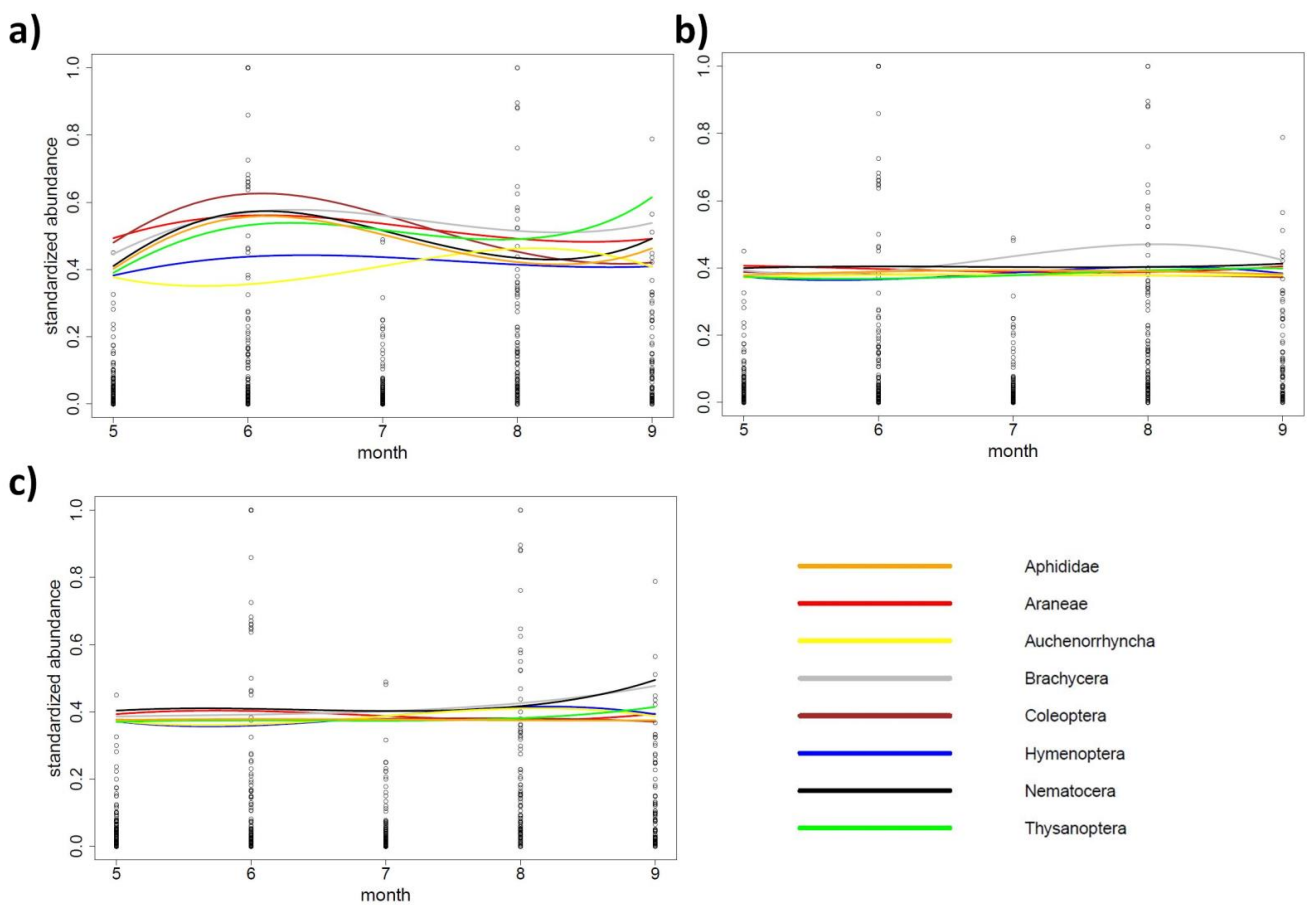 a)
standardized abundance
1.0
0.8
0.6
0.4
0.2
0.0
5 6 7 8 9
month
b)
1.0
0.8
0.6
0.4
0.2
0.0
5 6 7 8 9
month
c)
standardized abundance
1.0
0.8
0.6
0.4
0.2
0.0
5 6 7 8 9
month
Aphididae
Araneae
Auchenorrhyncha
Brachycera
Coleoptera
Hymenoptera
Nematocera
Thysanoptera